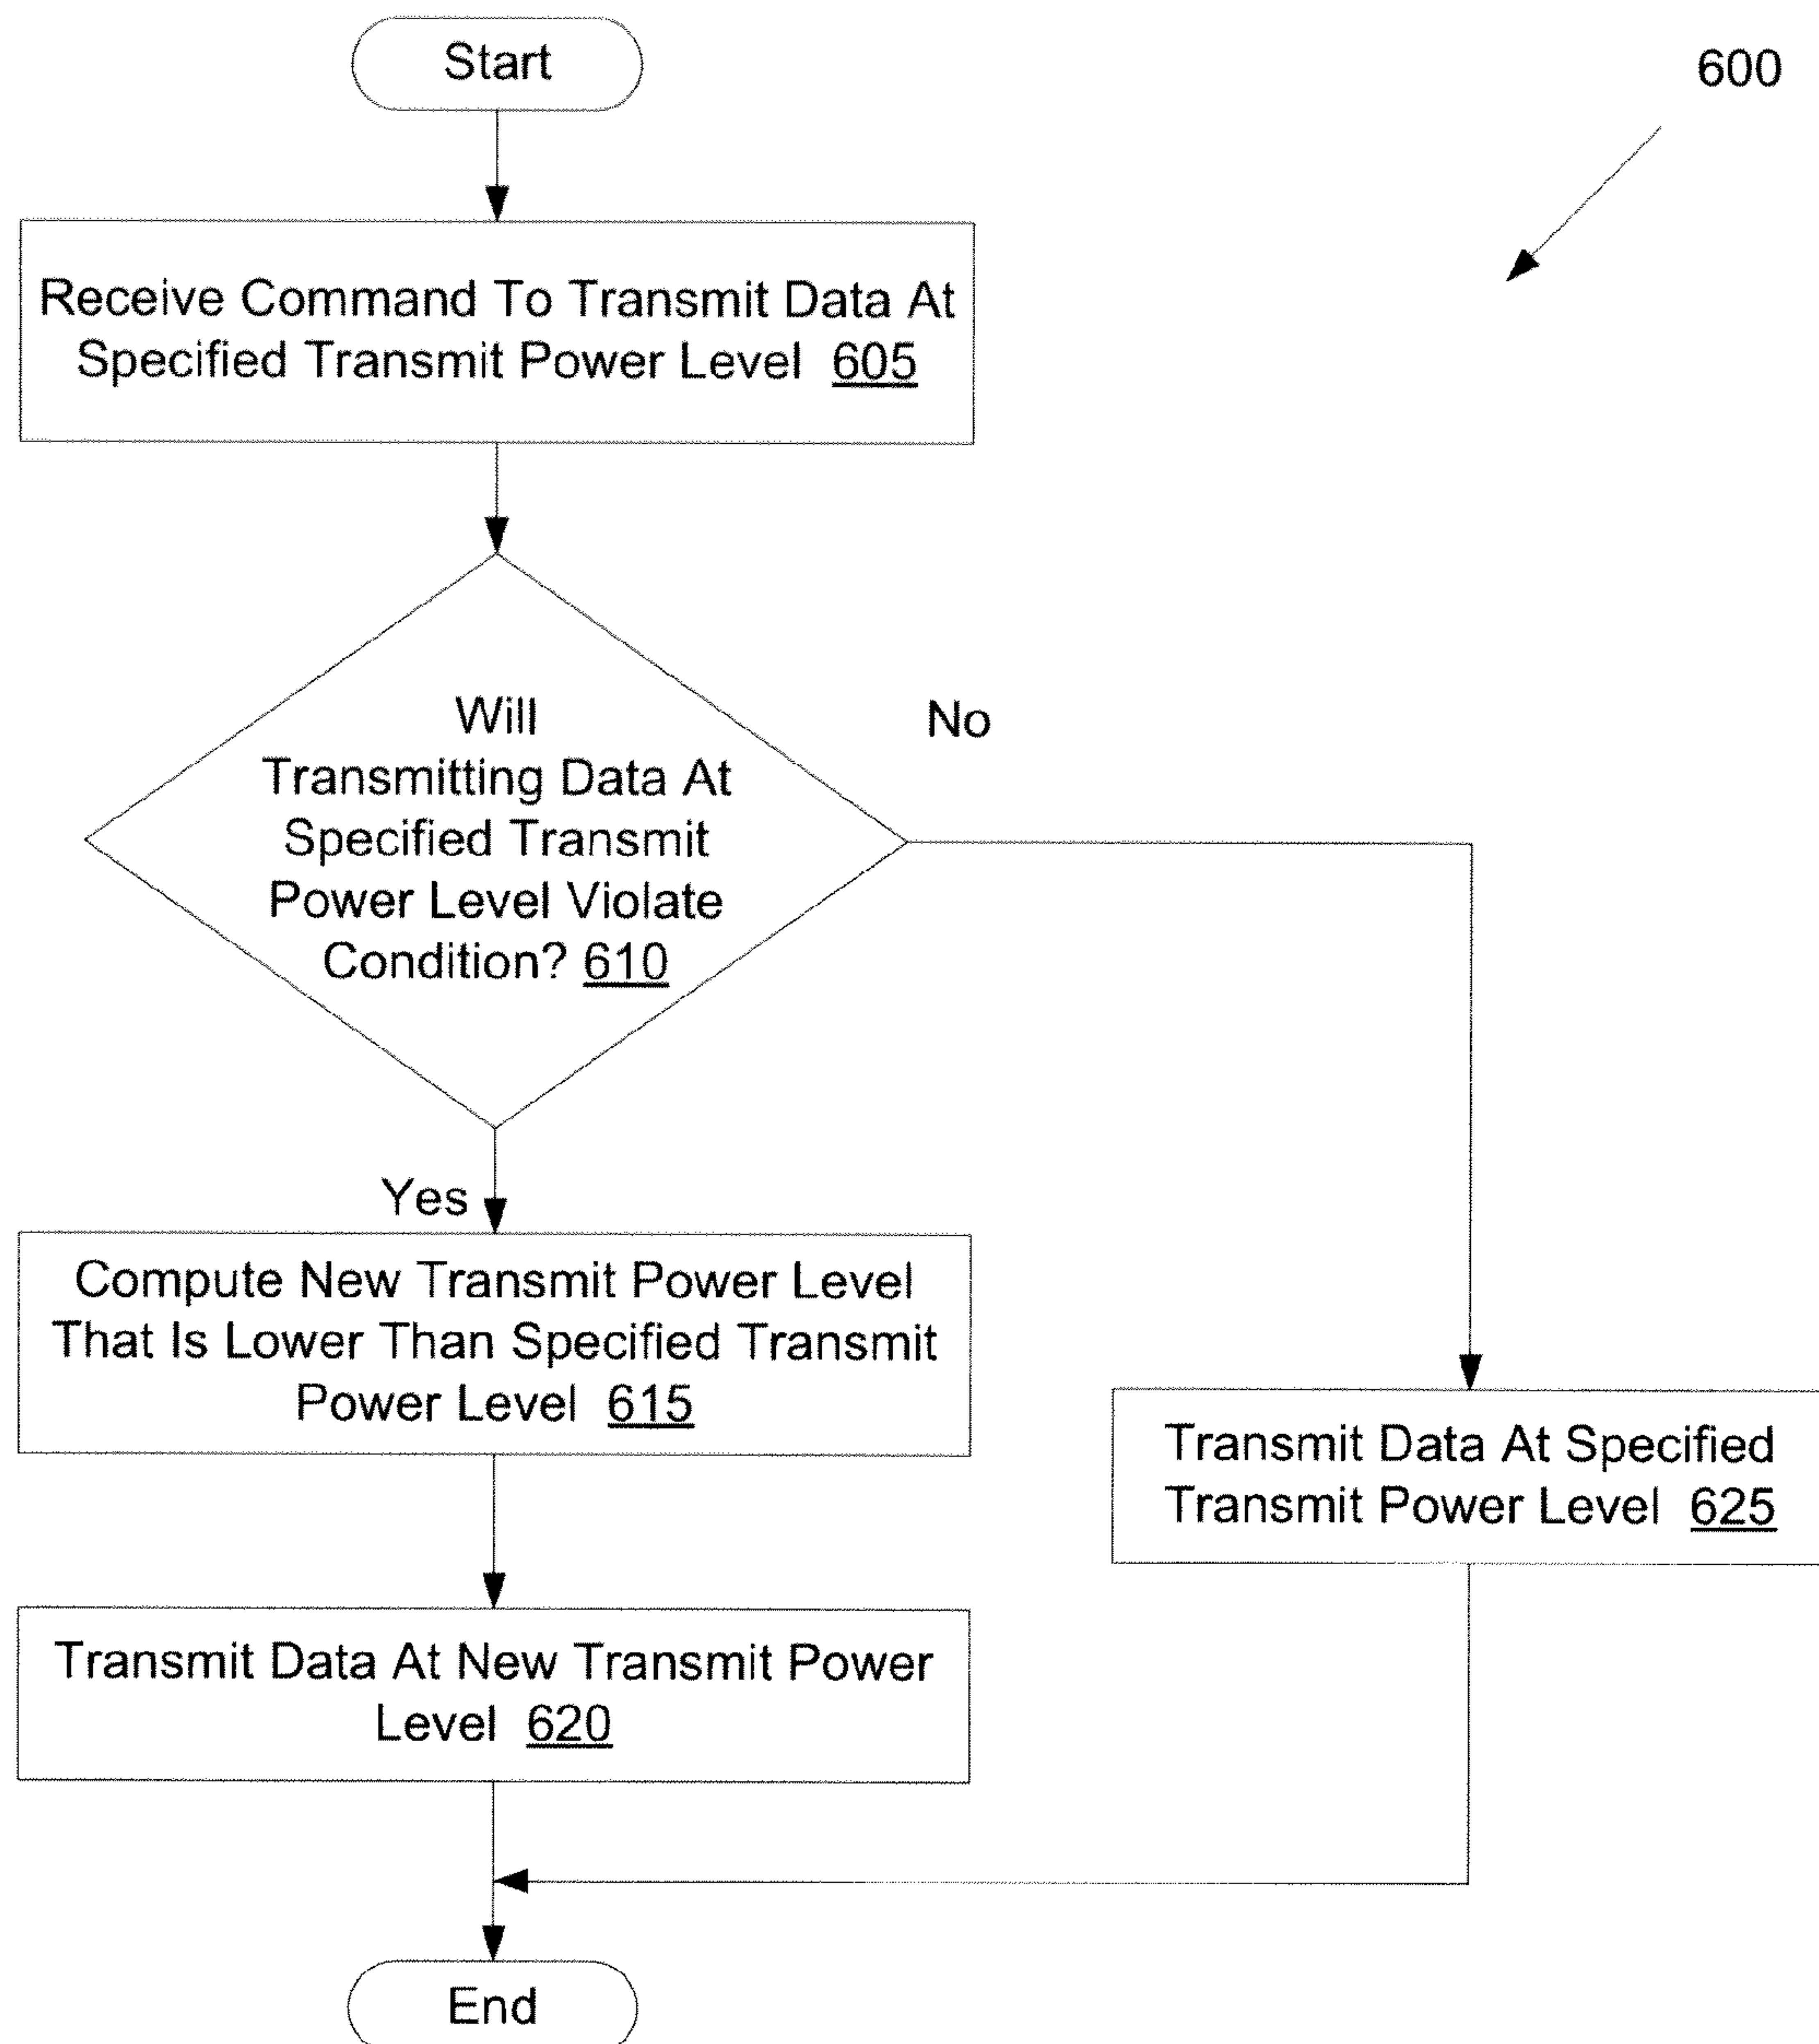 Start
600
Receive Command To Transmit Data At
Specified Transmit Power Level 605
Will
Transmitting Data At
Specified Transmit
Power Level Violate
Condition? 610
No
Yes
Compute New Transmit Power Level
That Is Lower Than Specified Transmit
Power Level 615
Transmit Data At Specified
Transmit Power Level 625
Transmit Data At New Transmit Power
Level 620
End